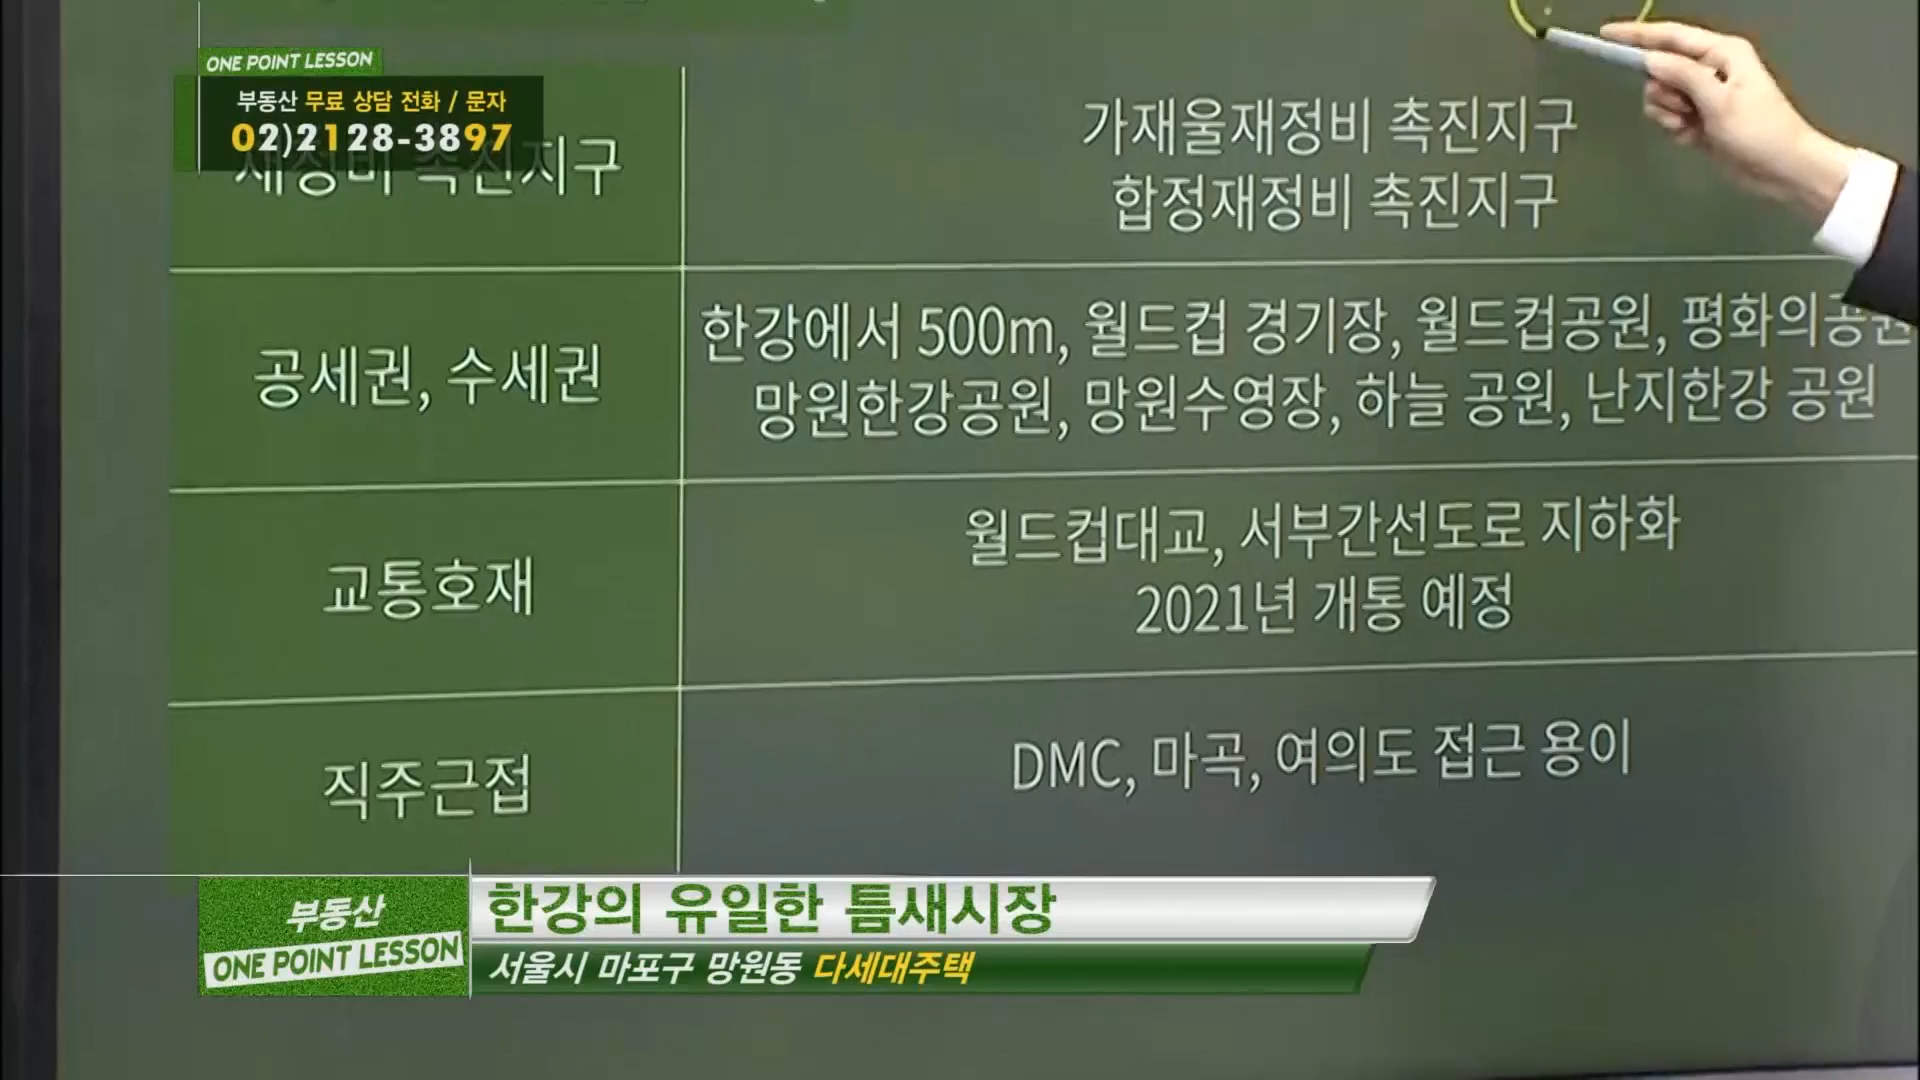 ONE POINT LESSON
부동산 무료 상담 전화 / 문자
02)2128-3897
재정비 촉진지구
가재울재정비 촉진지구
합정재정비 촉진지구
공세권, 수세권
한강에서 500m, 월드컵 경기장, 월드컵공원, 평화의공원
망원한강공원, 망원수영장, 하늘 공원, 난지한강 공원
교통호재
월드컵대교, 서부간선도로 지하화
2021년 개통 예정
직주근접
DMC, 마곡, 여의도 접근 용이
부동산
ONE POINT LESSON
한강의 유일한 틈새시장
서울시 마포구 망원동 다세대주택